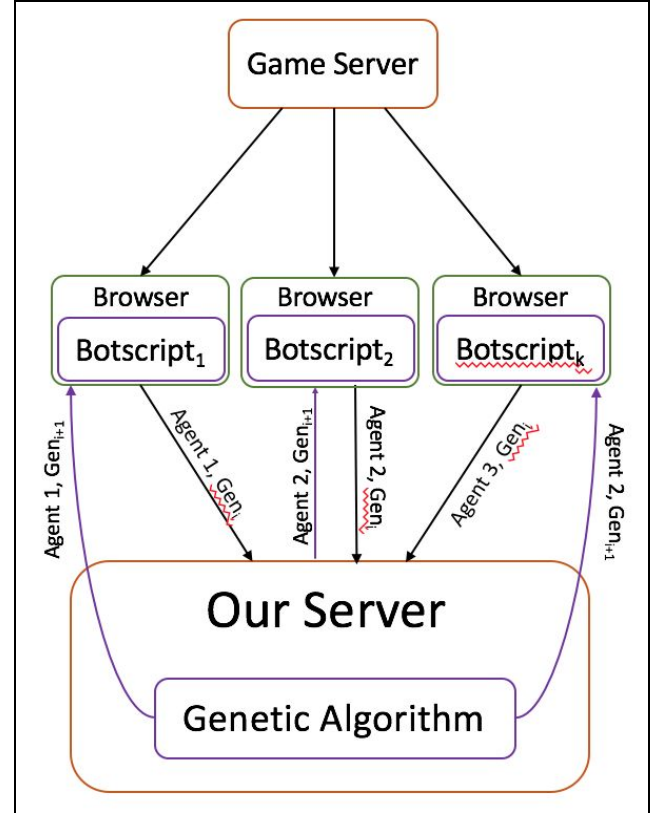 Game Server
Browser
Botscript₁
Browser
Botscript₂
Browser
Botscriptₖ
Agent 1, Genᵢ₊₁
Agent 1, Genᵢ
Agent 2, Genᵢ₊₁
Agent 2, Genᵢ
Agent 3, Genᵢ
Agent 2, Genᵢ₊₁
Our Server
Genetic Algorithm